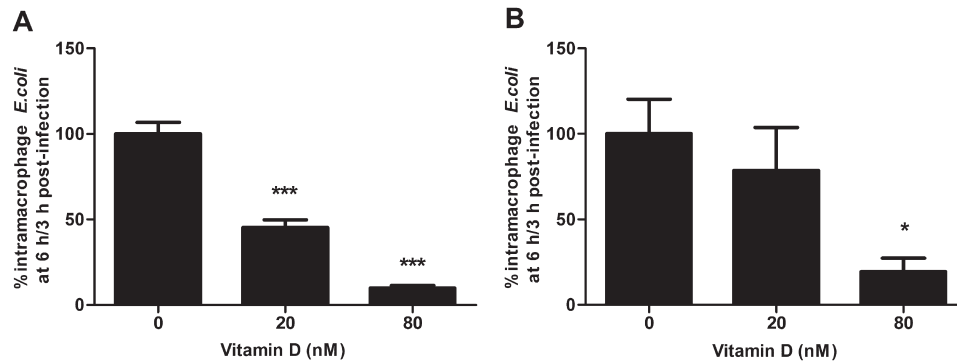 A
% intramacrophage E.coli
at 6 h/3 h post-infection
150
100
50
0
***
***
0
20
80
Vitamin D (nM)
B
% intramacrophage E.coli
at 6 h/3 h post-infection
150
100
50
0
*
0
20
80
Vitamin D (nM)